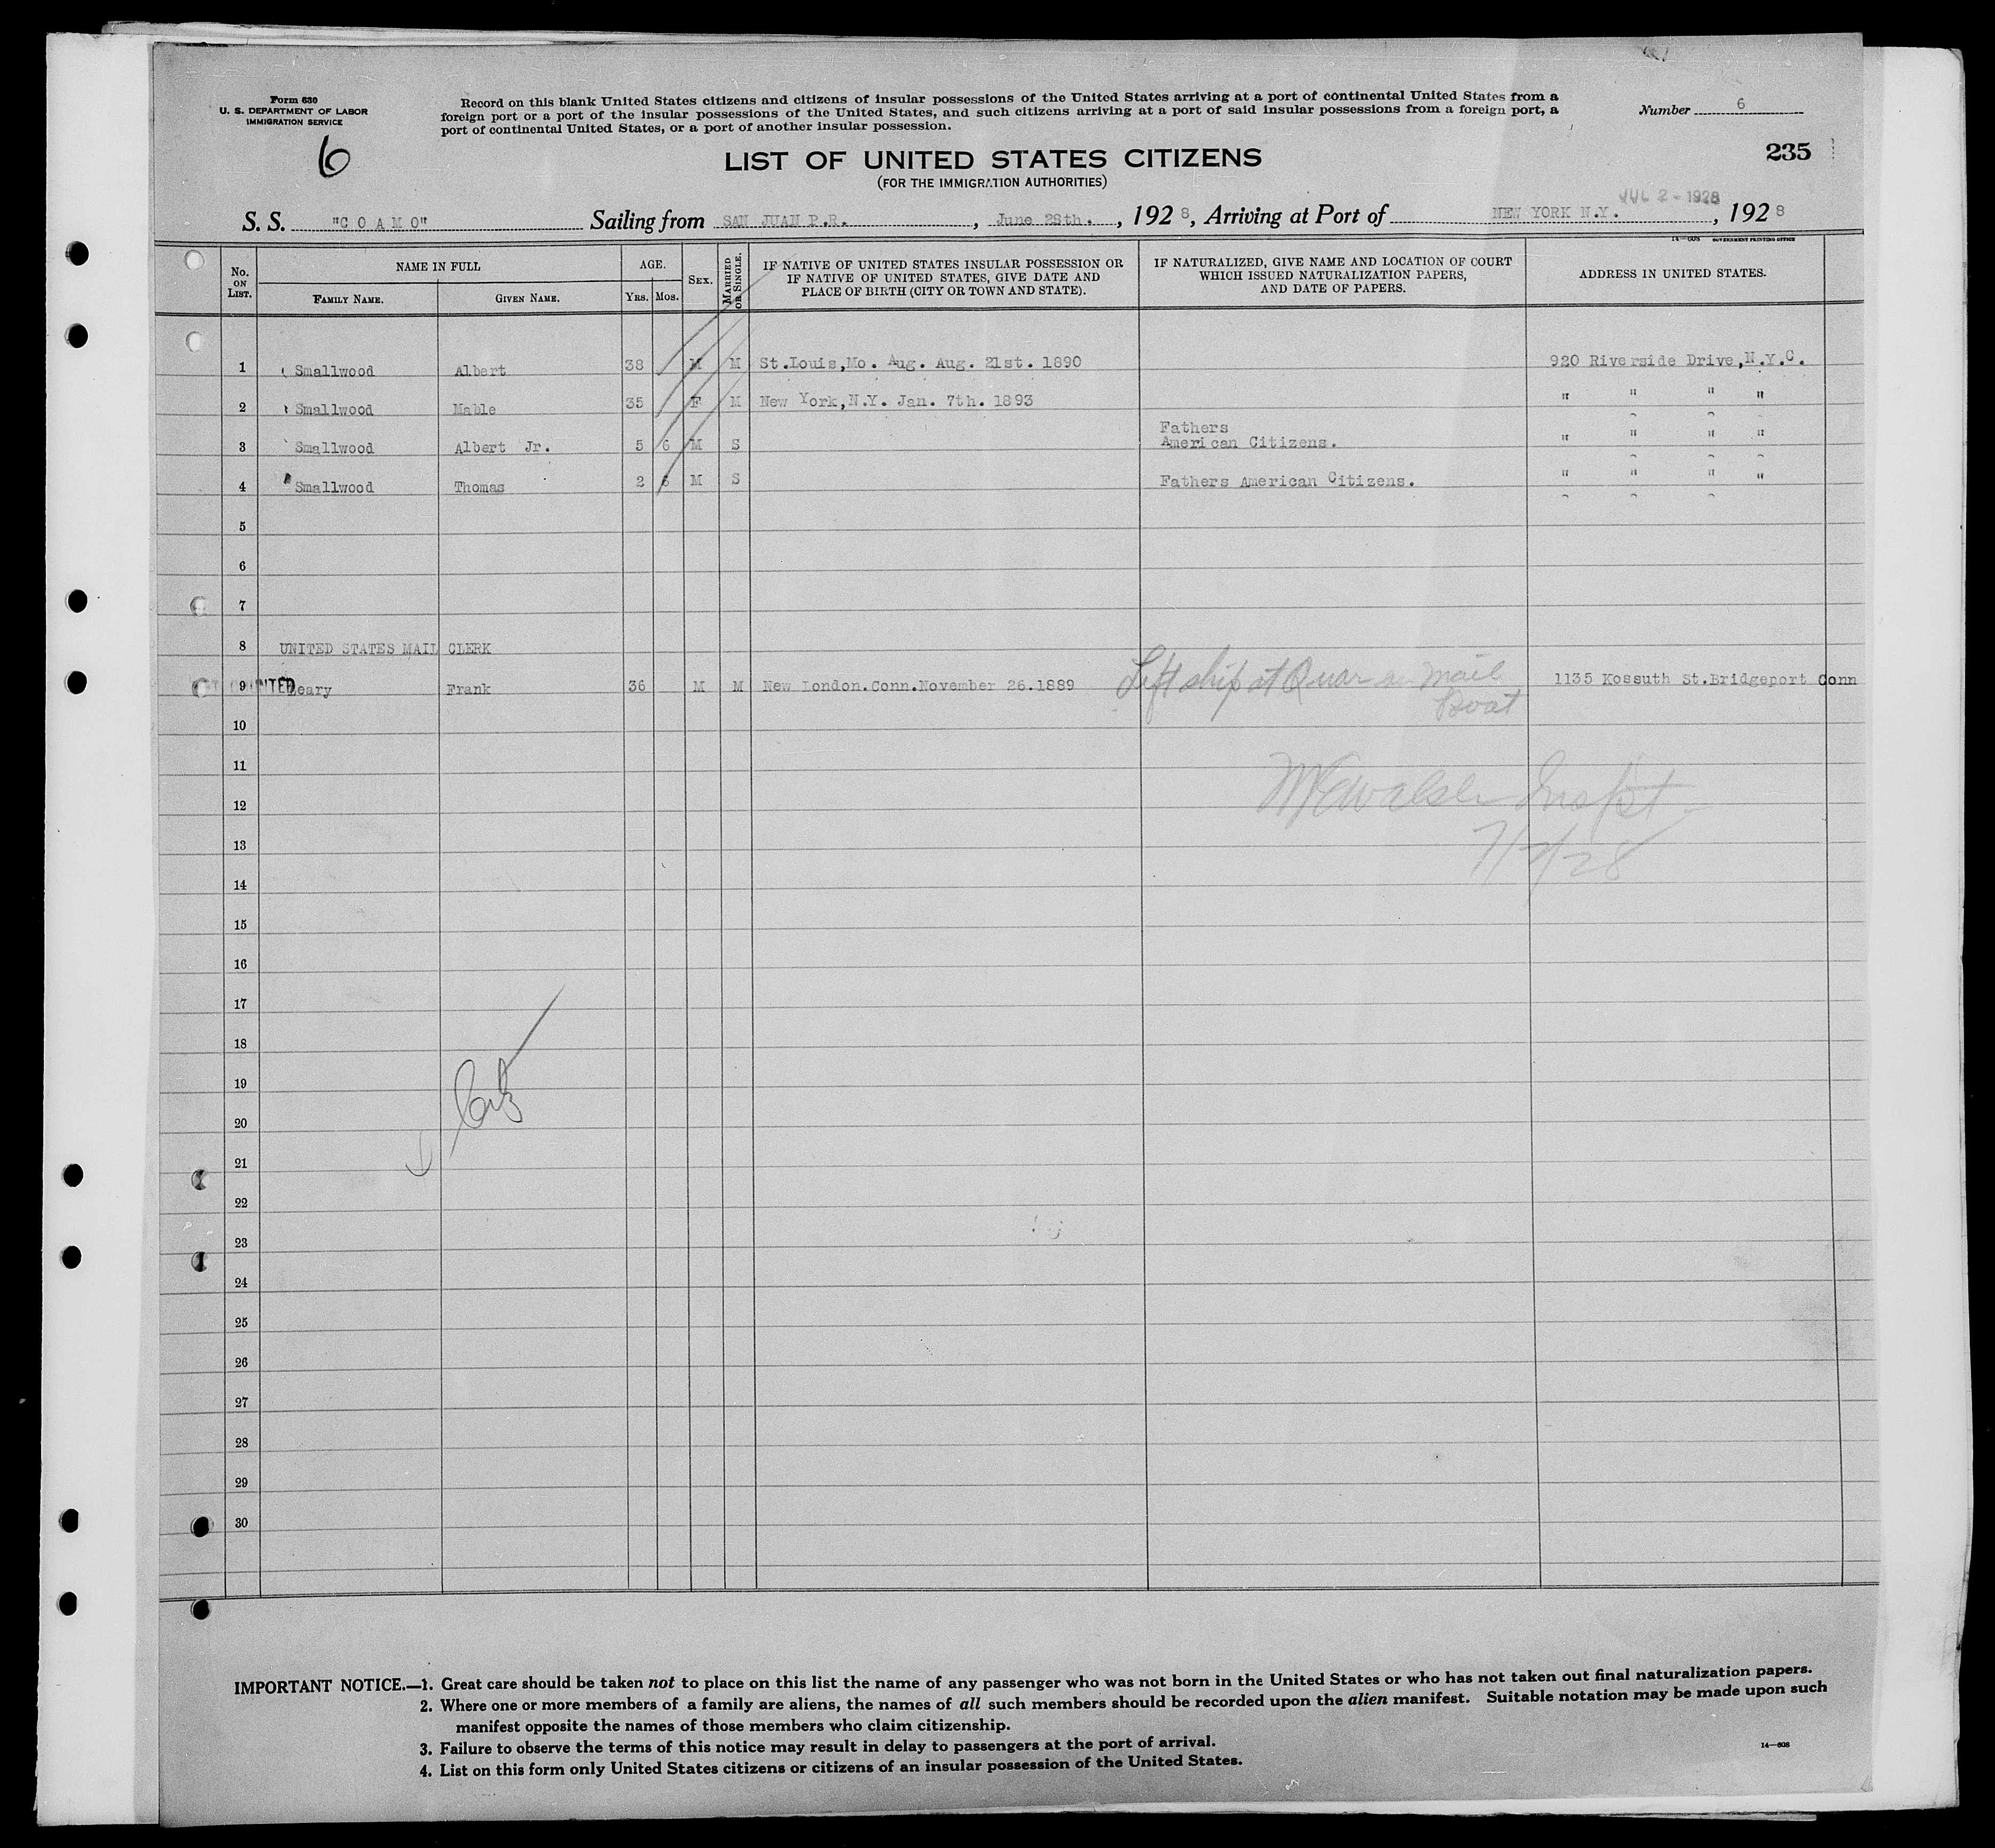 Form 630
U. S. DEPARTMENT OF LABOR
IMMIGRATION SERVICE
6
Record on this blank United States citizens and citizens of insular possessions of the United States arriving at a port of continental United States from a
foreign port or a port of the insular possessions of the United States, and such citizens arriving at a port of said insular possessions from a foreign port, a
port of continental United States, or a port of another insular possession.
Number 6
235
LIST OF UNITED STATES CITIZENS
(FOR THE IMMIGRATION AUTHORITIES)
JUL 2 - 1928
S. S. "C O A M O" Sailing from SAN JUAN P.R. , June 28th. , 1928, Arriving at Port of NEW YORK N.Y. , 1928
14—608 GOVERNMENT PRINTING OFFICE
No. ON LIST. NAME IN FULL FAMILY NAME. GIVEN NAME. AGE. YRS. MOS. SEX. MARRIED OR SINGLE. IF NATIVE OF UNITED STATES INSULAR POSSESSION OR IF NATIVE OF UNITED STATES, GIVE DATE AND PLACE OF BIRTH (CITY OR TOWN AND STATE). IF NATURALIZED, GIVE NAME AND LOCATION OF COURT WHICH ISSUED NATURALIZATION PAPERS, AND DATE OF PAPERS. ADDRESS IN UNITED STATES.
1 Smallwood Albert 38 M M St.Louis,Mo. Aug. Aug. 21st. 1890 920 Riverside Drive,N.Y.C.
2 Smallwood Mable 35 F M New York,N.Y. Jan. 7th. 1893 " " " "
3 Smallwood Albert Jr. 5 6 M S Fathers American Citizens. " " " "
4 Smallwood Thomas 2 6 M S Fathers American Citizens. " " " "
5
6
7
8 UNITED STATES MAIL CLERK
9 Leary Frank 36 M M New London.Conn.November 26.1889 Left ship at Quar on Mail Boat 1135 Kossuth St.Bridgeport Conn
10
11
12 Inspt
13 7/2/28
14
15
16
17
18
19
20
21
22
23
24
25
26
27
28
29
30
IMPORTANT NOTICE.—1. Great care should be taken not to place on this list the name of any passenger who was not born in the United States or who has not taken out final naturalization papers.
2. Where one or more members of a family are aliens, the names of all such members should be recorded upon the alien manifest. Suitable notation may be made upon such
manifest opposite the names of those members who claim citizenship.
3. Failure to observe the terms of this notice may result in delay to passengers at the port of arrival.
4. List on this form only United States citizens or citizens of an insular possession of the United States.
14—608